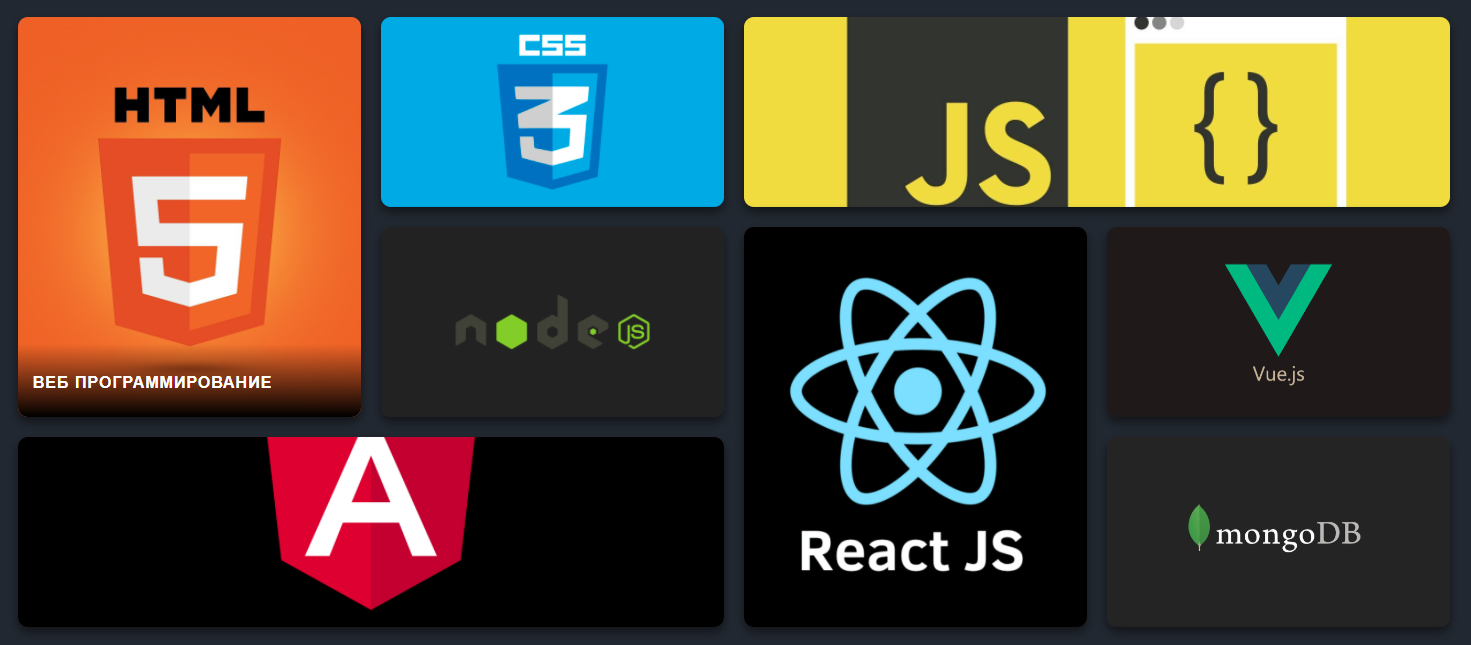 HTML
5
ВЕБ ПРОГРАММИРОВАНИЕ
CSS
3
JS
{ }
node
JS
React JS
Vue.js
A
mongoDB